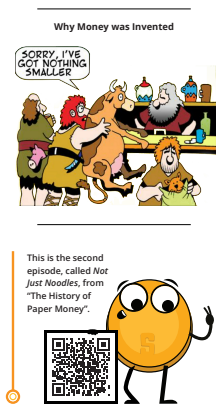 Why Money was Invented
SORRY, I'VE
GOT NOTHING
SMALLER
This is the second
episode, called Not
Just Noodles, from
“The History of
Paper Money”.
S